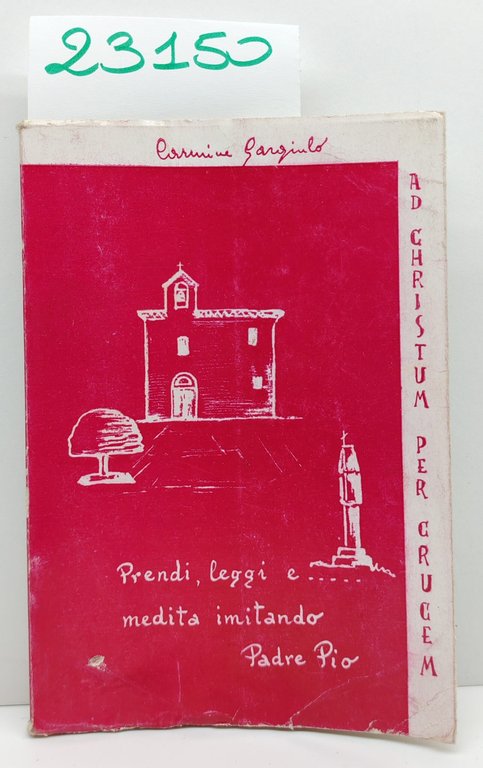 23150
Carmine Gargiulo
AD CHRISTUM PER CRUCEM
Prendi, leggi e .....
medita imitando
Padre Pio